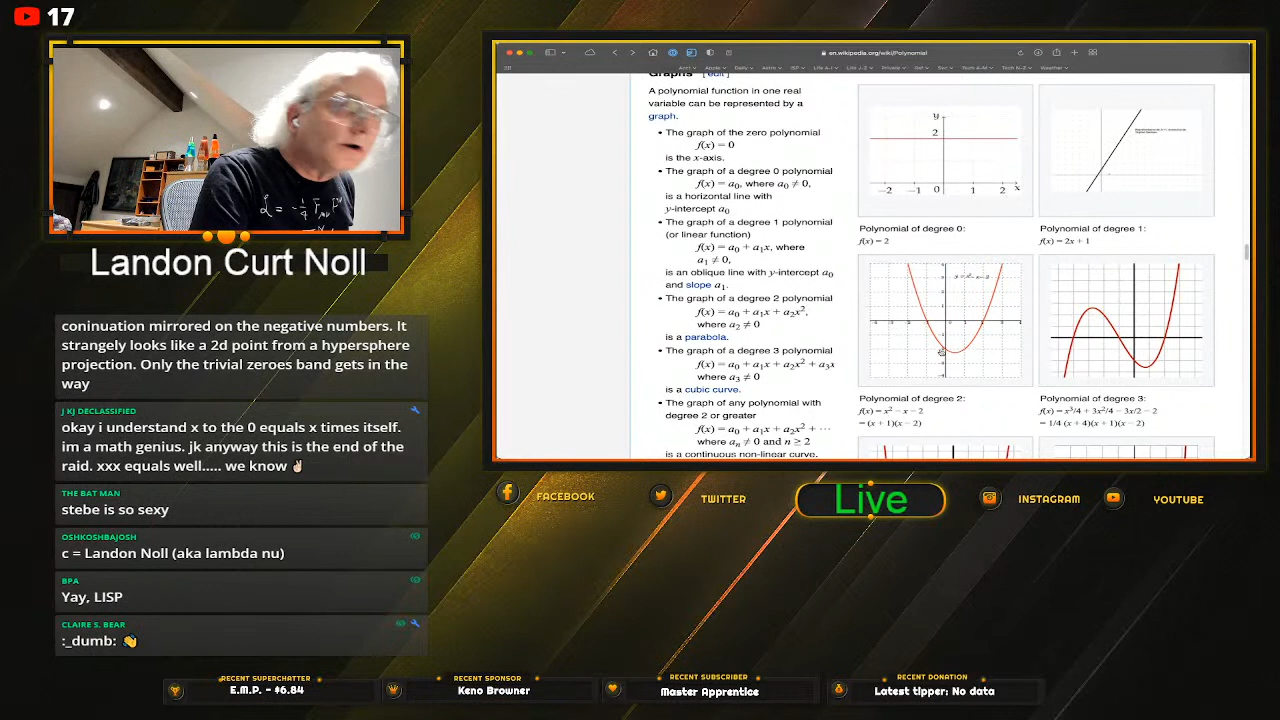 17
Landon Curt Noll
coninuation mirrored on the negative numbers. It
strangely looks like a 2d point from a hypersphere
projection. Only the trivial zeroes band gets in the
way
J KJ DECLASSIFIED
okay i understand x to the 0 equals x times itself.
im a math genius. jk anyway this is the end of the
raid. xxx equals well..... we know ✌🏻
THE BAT MAN
stebe is so sexy
OSHKOSHBAJOSH
c = Landon Noll (aka lambda nu)
BPA
Yay, LISP
CLAIRE S. BEAR
:_dumb: 👏
en.wikipedia.org/wiki/Polynomial
Graphs [edit]
A polynomial function in one real
variable can be represented by a
graph.
• The graph of the zero polynomial
f(x) = 0
is the x-axis.
• The graph of a degree 0 polynomial
f(x) = a₀, where a₀ ≠ 0,
is a horizontal line with
y-intercept a₀
• The graph of a degree 1 polynomial
(or linear function)
f(x) = a₀ + a₁x, where
a₁ ≠ 0,
is an oblique line with y-intercept a₀
and slope a₁.
• The graph of a degree 2 polynomial
f(x) = a₀ + a₁x + a₂x²,
where a₂ ≠ 0
is a parabola.
• The graph of a degree 3 polynomial
f(x) = a₀ + a₁x + a₂x² + a₃x
where a₃ ≠ 0
is a cubic curve.
• The graph of any polynomial with
degree 2 or greater
f(x) = a₀ + a₁x + a₂x² + ⋯
where aₙ ≠ 0 and n ≥ 2
is a continuous non-linear curve.
y
2
−2 −1 0 1 2 x
Polynomial of degree 0:
f(x) = 2
Polynomial of degree 1:
f(x) = 2x + 1
y = x² - x - 2
Polynomial of degree 2:
f(x) = x² − x − 2
= (x + 1)(x − 2)
Polynomial of degree 3:
f(x) = x³/4 + 3x²/4 − 3x/2 − 2
= 1/4 (x + 4)(x + 1)(x − 2)
FACEBOOK
TWITTER
Live
INSTAGRAM
YOUTUBE
RECENT SUPERCHATTER
E.M.P. - $6.84
RECENT SPONSOR
Keno Browner
RECENT SUBSCRIBER
Master Apprentice
RECENT DONATION
Latest tipper: No data